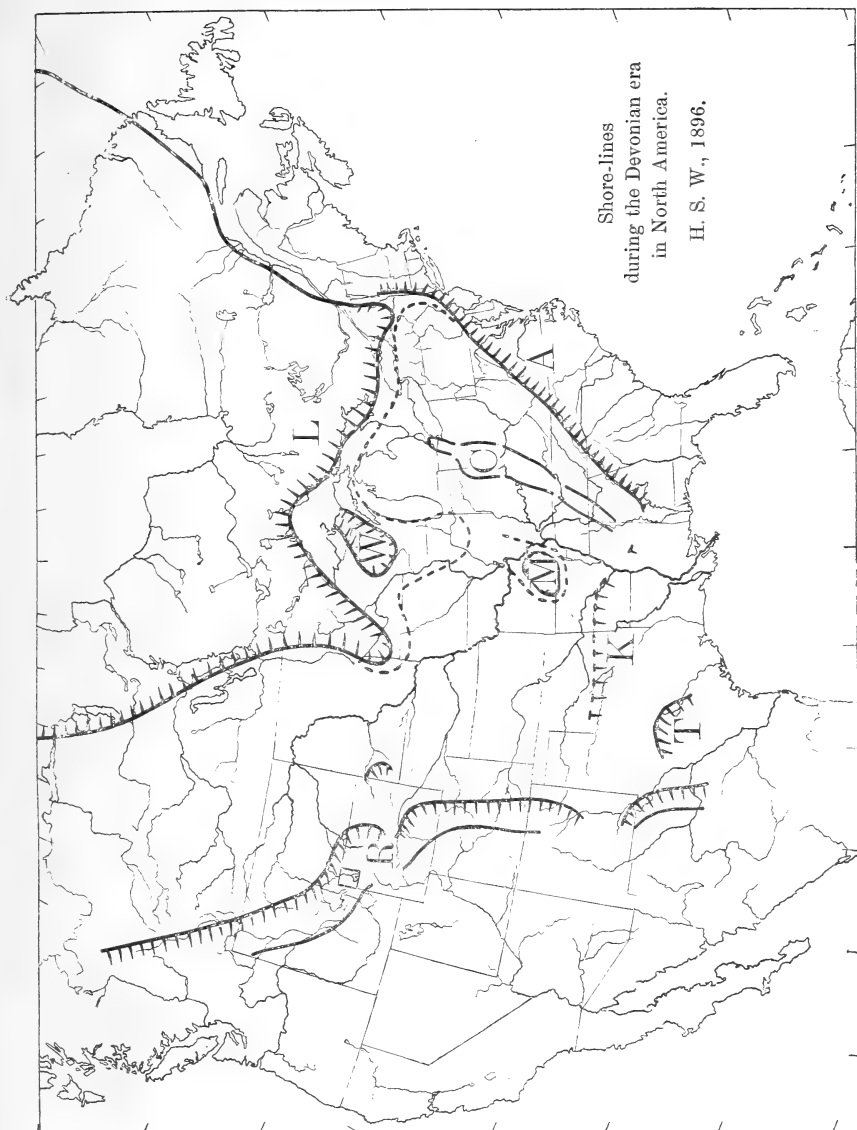 Shore-lines
during the Devonian era
in North America.
H. S. W., 1896.
L
W
A
C
M
K
T
R